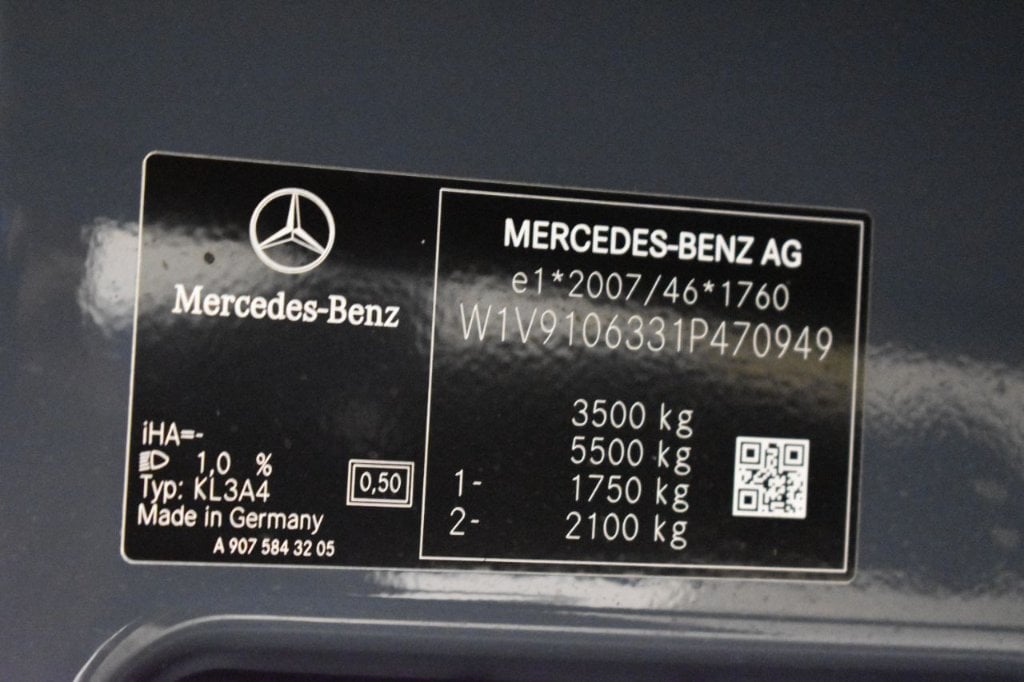 Mercedes-Benz
iHA=-
1,0 %
Typ: KL3A4
Made in Germany
A 907 584 32 05
0,50
MERCEDES-BENZ AG
e1*2007/46*1760
W1V9106331P470949
3500 kg
5500 kg
1- 1750 kg
2- 2100 kg